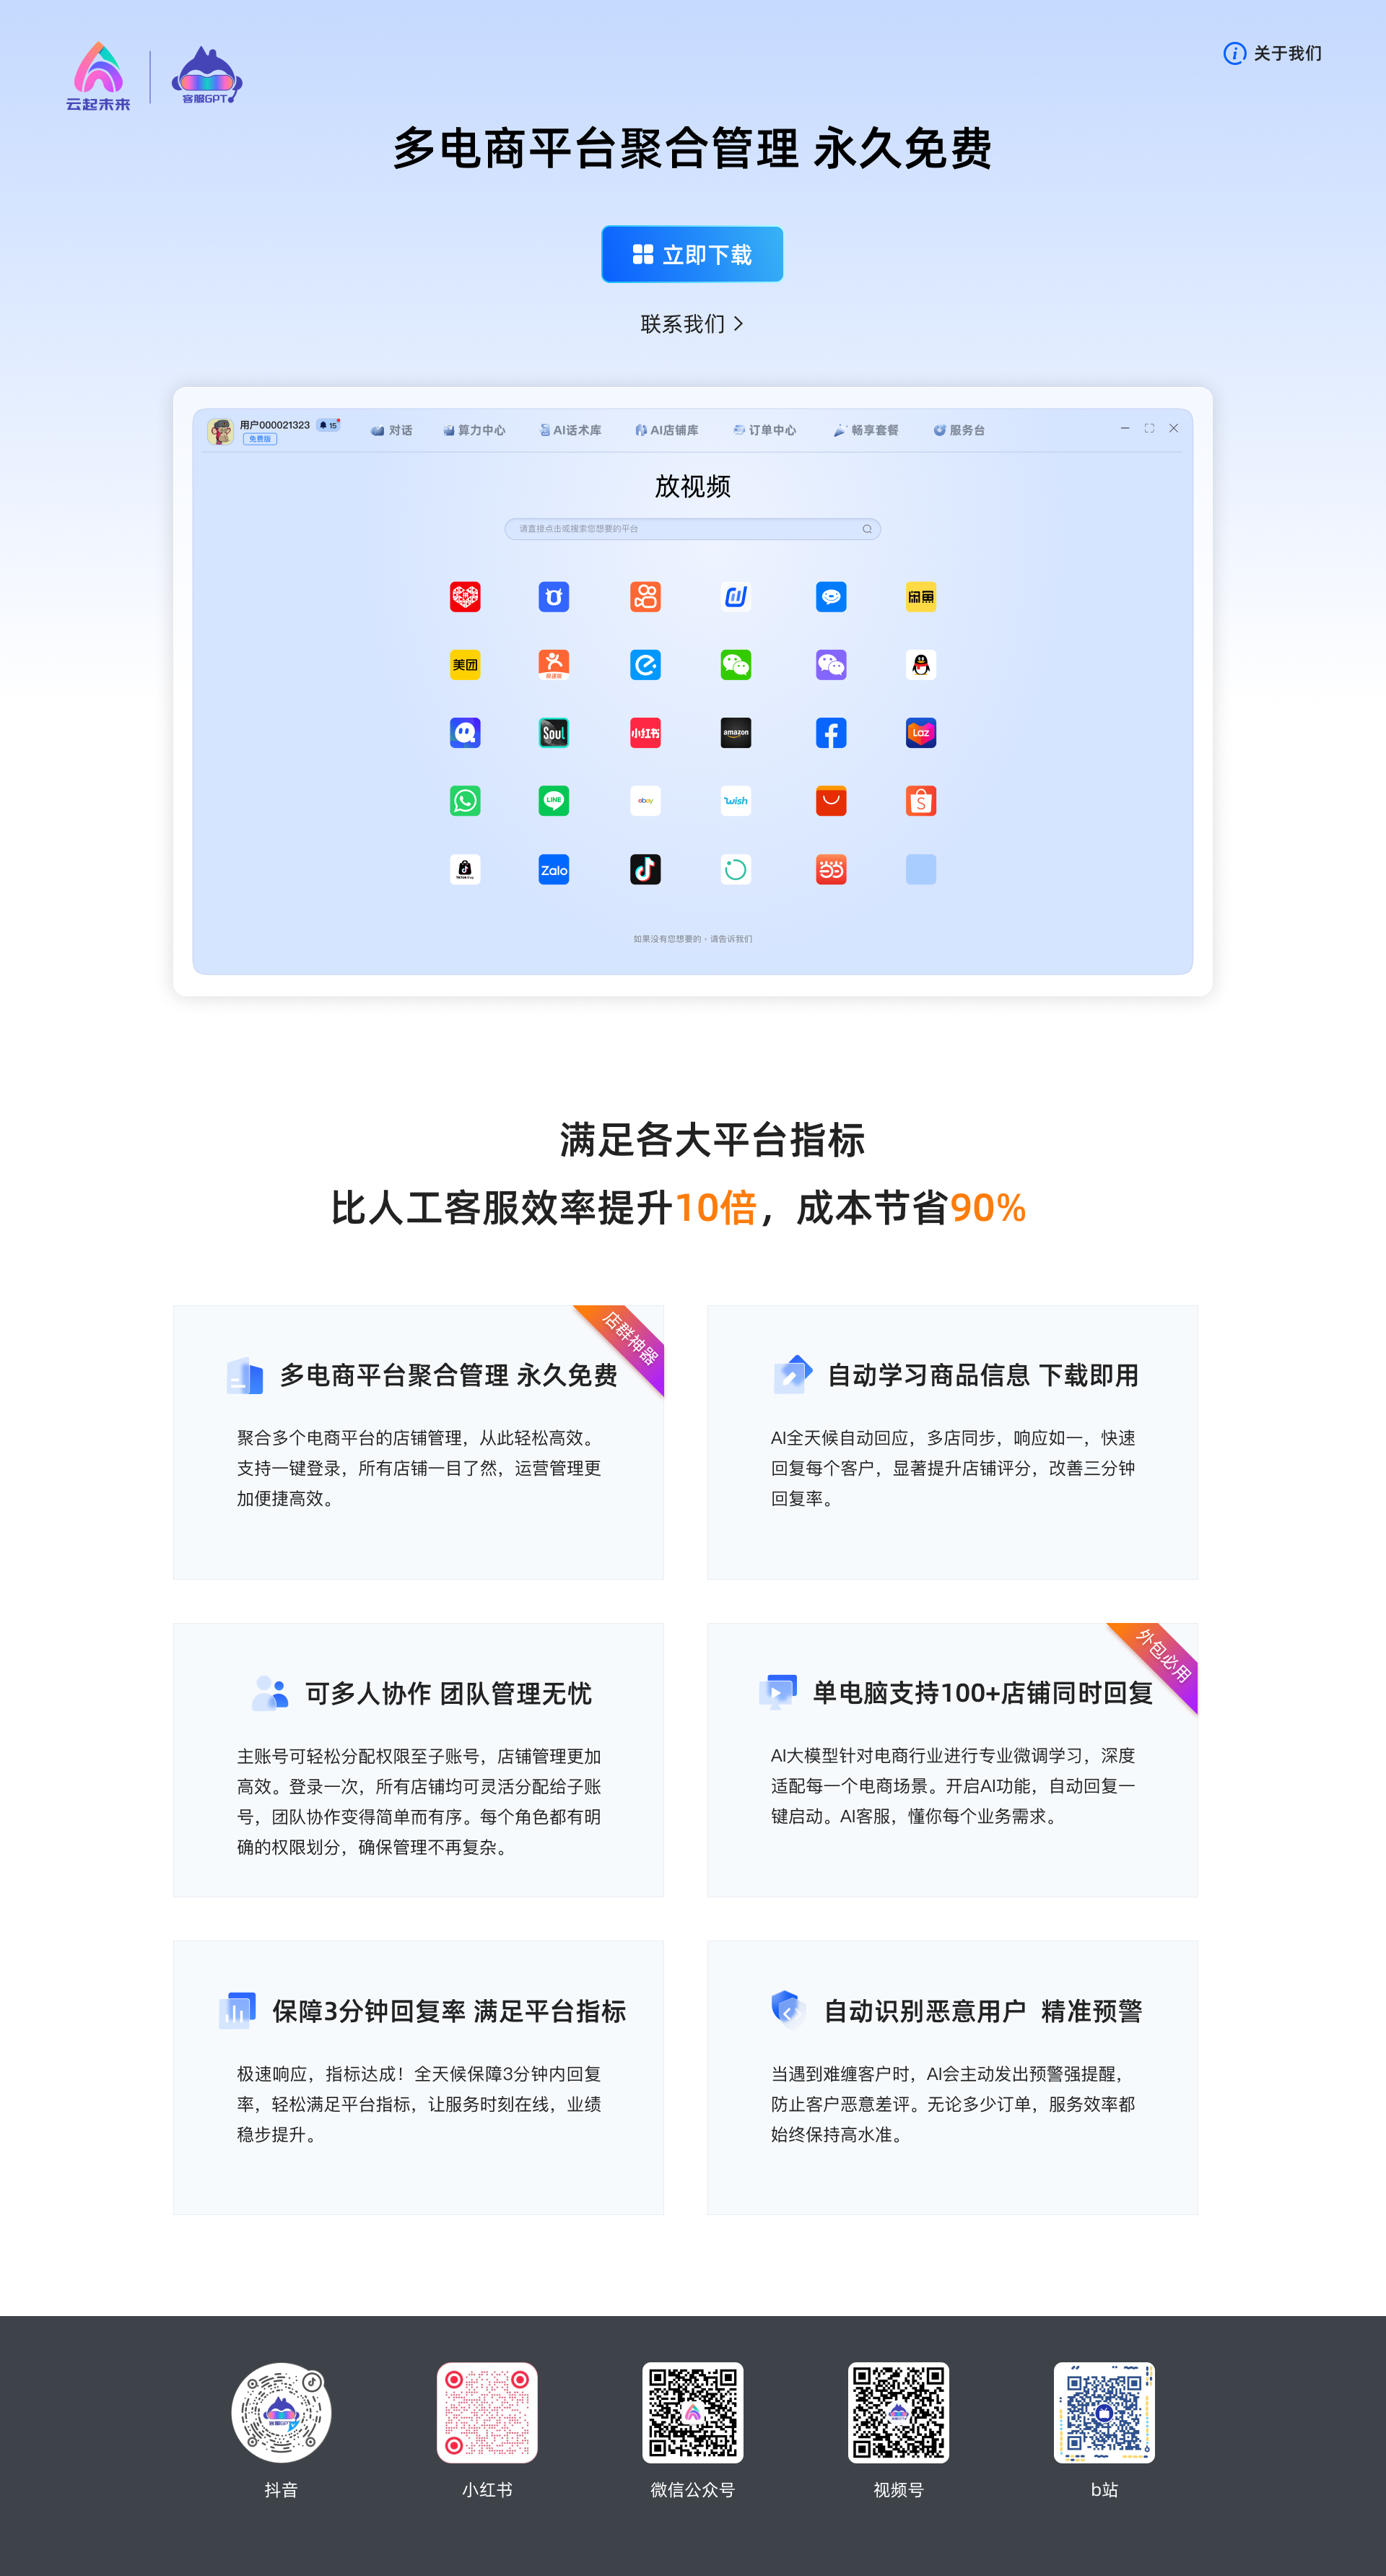 云起未来
客服GPT
关于我们
多电商平台聚合管理 永久免费
立即下载
联系我们
用户000021323
15
免费版
对话
算力中心
AI话术库
AI店铺库
订单中心
畅享套餐
服务台
放视频
请直接点击或搜索您想要的平台
闲鱼
美团
极速版
Soul
小红书
amazon
Laz
LINE
ebay
wish
Zalo
如果没有您想要的，请告诉我们
满足各大平台指标
比人工客服效率提升10倍，成本节省90%
店群神器
多电商平台聚合管理 永久免费
聚合多个电商平台的店铺管理，从此轻松高效。
支持一键登录，所有店铺一目了然，运营管理更
加便捷高效。
自动学习商品信息 下载即用
AI全天候自动回应，多店同步，响应如一，快速
回复每个客户，显著提升店铺评分，改善三分钟
回复率。
可多人协作 团队管理无忧
主账号可轻松分配权限至子账号，店铺管理更加
高效。登录一次，所有店铺均可灵活分配给子账
号，团队协作变得简单而有序。每个角色都有明
确的权限划分，确保管理不再复杂。
外包必用
单电脑支持100+店铺同时回复
AI大模型针对电商行业进行专业微调学习，深度
适配每一个电商场景。开启AI功能，自动回复一
键启动。AI客服，懂你每个业务需求。
保障3分钟回复率 满足平台指标
极速响应，指标达成！全天候保障3分钟内回复
率，轻松满足平台指标，让服务时刻在线，业绩
稳步提升。
自动识别恶意用户 精准预警
当遇到难缠客户时，AI会主动发出预警强提醒，
防止客户恶意差评。无论多少订单，服务效率都
始终保持高水准。
客服GPT
抖音
小红书
微信公众号
视频号
b站